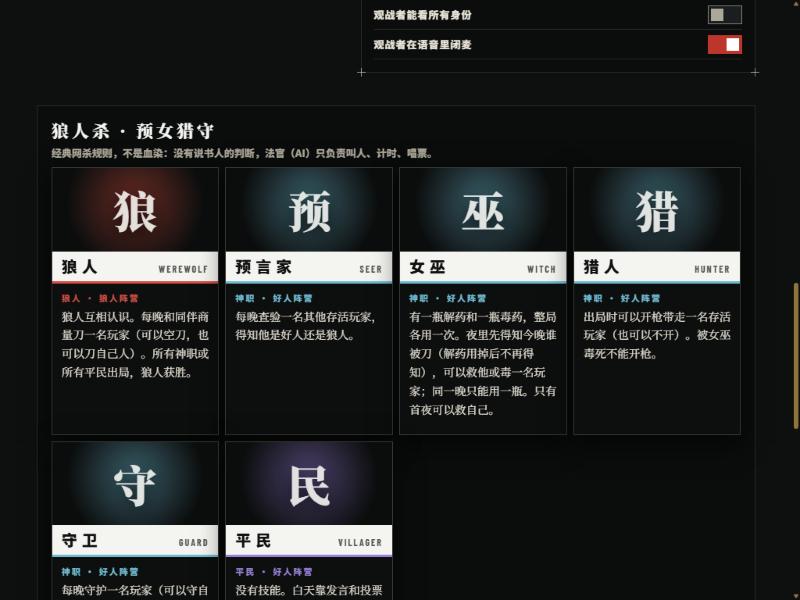 观战者能看所有身份
观战者在语音里闭麦
狼人杀 · 预女猎守
经典网杀规则，不是血染：没有说书人的判断，法官（AI）只负责叫人、计时、唱票。
狼
狼人 WEREWOLF
狼人 · 狼人阵营
狼人互相认识。每晚和同伴商
量刀一名玩家（可以空刀，也
可以刀自己人）。所有神职或
所有平民出局，狼人获胜。
预
预言家 SEER
神职 · 好人阵营
每晚查验一名其他存活玩家，
得知他是好人还是狼人。
巫
女巫 WITCH
神职 · 好人阵营
有一瓶解药和一瓶毒药，整局
各用一次。夜里先得知今晚谁
被刀（解药用掉后不再得
知），可以救他或毒一名玩
家；同一晚只能用一瓶。只有
首夜可以救自己。
猎
猎人 HUNTER
神职 · 好人阵营
出局时可以开枪带走一名存活
玩家（也可以不开）。被女巫
毒死不能开枪。
守
守卫 GUARD
神职 · 好人阵营
每晚守护一名玩家（可以守自
民
平民 VILLAGER
平民 · 好人阵营
没有技能。白天靠发言和投票